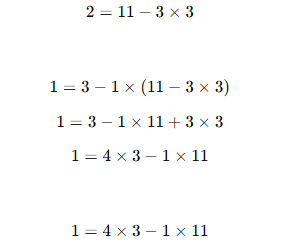 2 = 11 − 3 × 3
1 = 3 − 1 × (11 − 3 × 3)
1 = 3 − 1 × 11 + 3 × 3
1 = 4 × 3 − 1 × 11
1 = 4 × 3 − 1 × 11